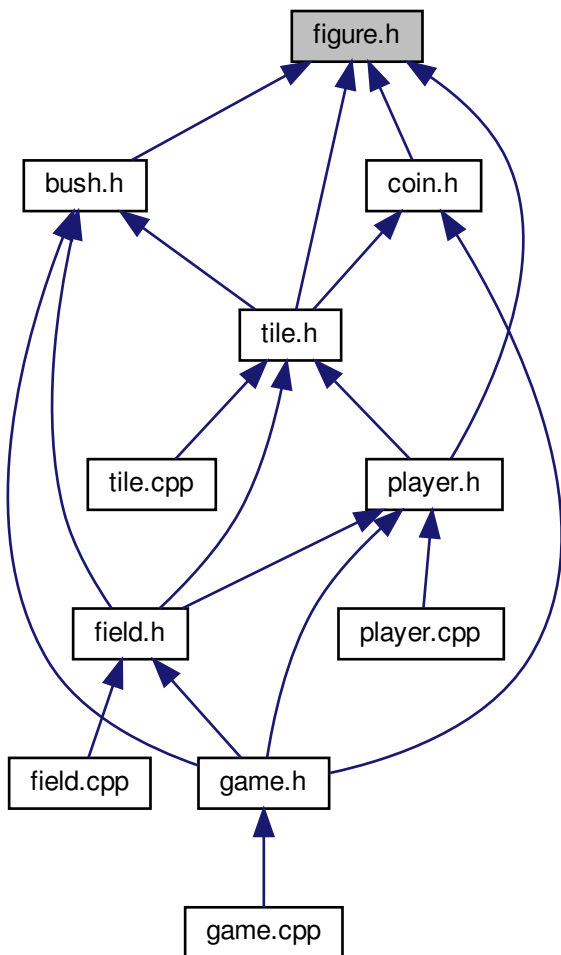 figure.h
bush.h
coin.h
tile.h
tile.cpp
player.h
field.h
player.cpp
field.cpp
game.h
game.cpp